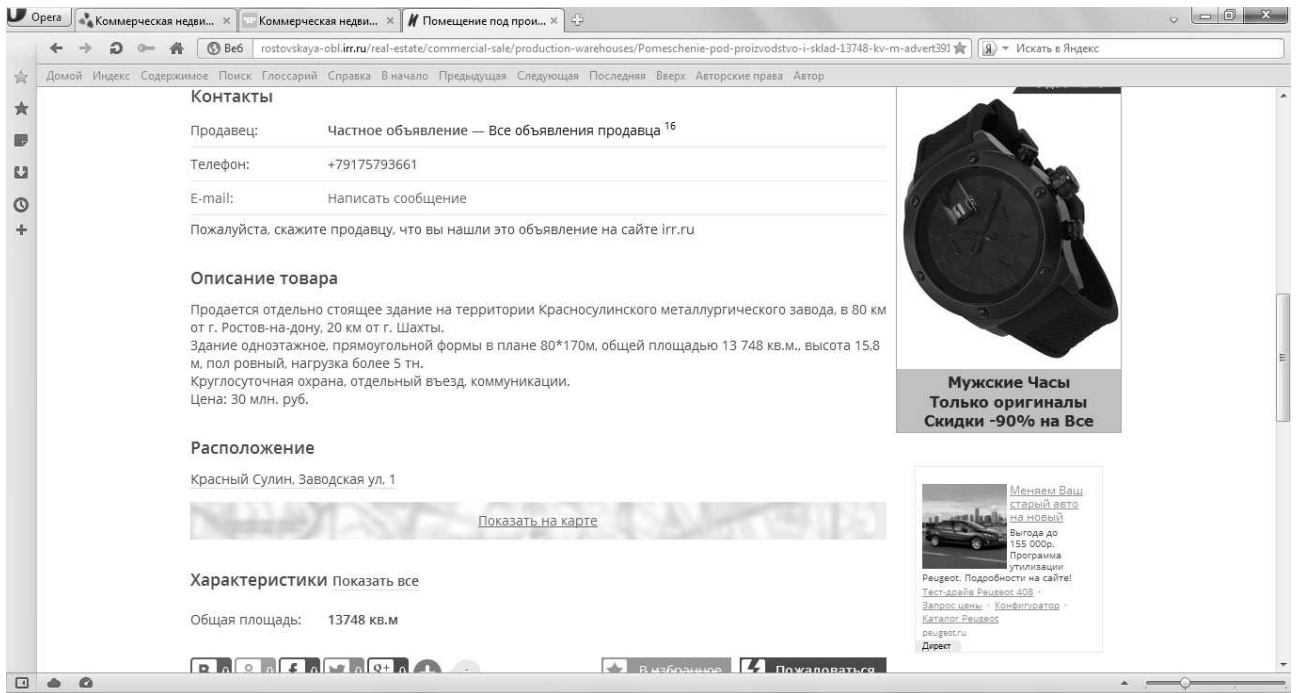 Opera
Коммерческая недви...
Коммерческая недви...
Помещение под прои...
Веб
rostovskaya-obl.irr.ru/real-estate/commercial-sale/production-warehouses/Pomeschenie-pod-proizvodstvo-i-sklad-13748-kv-m-advert391
Искать в Яндекс
Домой Индекс Содержимое Поиск Глоссарий Справка В начало Предыдущая Следующая Последняя Вверх Авторские права Автор
Контакты
Продавец: Частное объявление — Все объявления продавца 16
Телефон: +79175793661
E-mail: Написать сообщение
Пожалуйста, скажите продавцу, что вы нашли это объявление на сайте irr.ru
Описание товара
Продается отдельно стоящее здание на территории Красносулинского металлургического завода, в 80 км
от г. Ростов-на-дону, 20 км от г. Шахты.
Здание одноэтажное, прямоугольной формы в плане 80*170м, общей площадью 13 748 кв.м., высота 15,8
м, пол ровный, нагрузка более 5 тн.
Круглосуточная охрана, отдельный въезд, коммуникации.
Цена: 30 млн. руб.
Расположение
Красный Сулин, Заводская ул, 1
Показать на карте
Характеристики Показать все
Общая площадь: 13748 кв.м
В 0 0 f 0 0 g+ 0
В избранное
Пожаловаться
Мужские Часы
Только оригиналы
Скидки -90% на Все
Меняем Ваш
старый авто
на новый
Выгода до
155 000р.
Программа
утилизации
Peugeot. Подробности на сайте!
Тест-драйв Peugeot 408 ·
Запрос цены · Конфигуратор ·
Каталог Peugeot
peugeot.ru
Директ